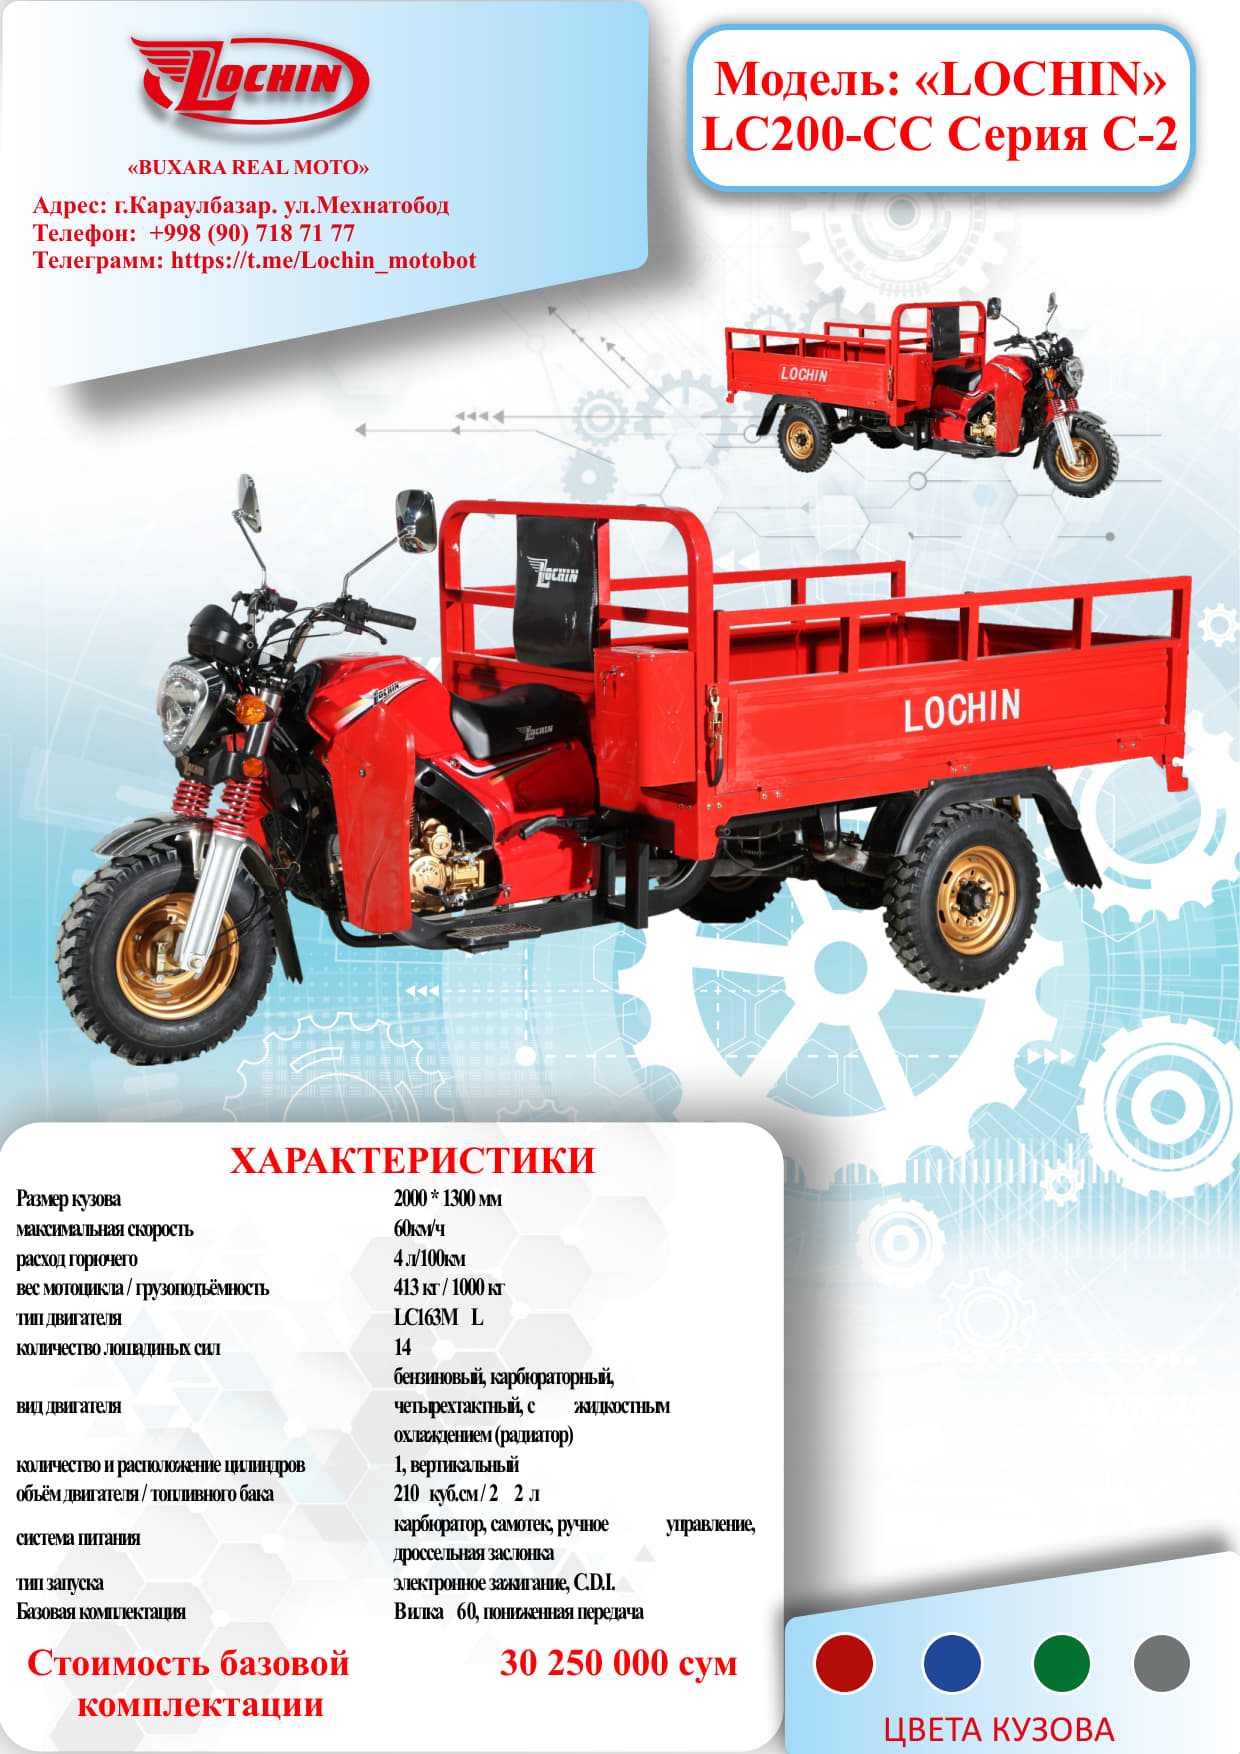 LOCHIN
«BUXARA REAL MOTO»
Адрес: г.Караулбазар. ул.Мехнатобод
Телефон: +998 (90) 718 71 77
Телеграмм: https://t.me/Lochin_motobot
Модель: «LOCHIN»
LC200-CC Серия С-2
LOCHIN
LOCHIN
LOCHIN
LOCHIN
LOCHIN
LOCHIN
ХАРАКТЕРИСТИКИ
Размер кузова 2000 * 1300 мм
максимальная скорость 60км/ч
расход горючего 4 л/100км
вес мотоцикла / грузоподъёмность 413 кг / 1000 кг
тип двигателя LC163M L
количество лошадиных сил 14
вид двигателя бензиновый, карбюраторный,
четырехтактный, с жидкостным
охлаждением (радиатор)
количество и расположение цилиндров 1, вертикальный
объём двигателя / топливного бака 210 куб.см / 2 2 л
система питания карбюратор, самотек, ручное управление,
дроссельная заслонка
тип запуска электронное зажигание, C.D.I.
Базовая комплектация Вилка 60, пониженная передача
Стоимость базовой 30 250 000 сум
комплектации
ЦВЕТА КУЗОВА